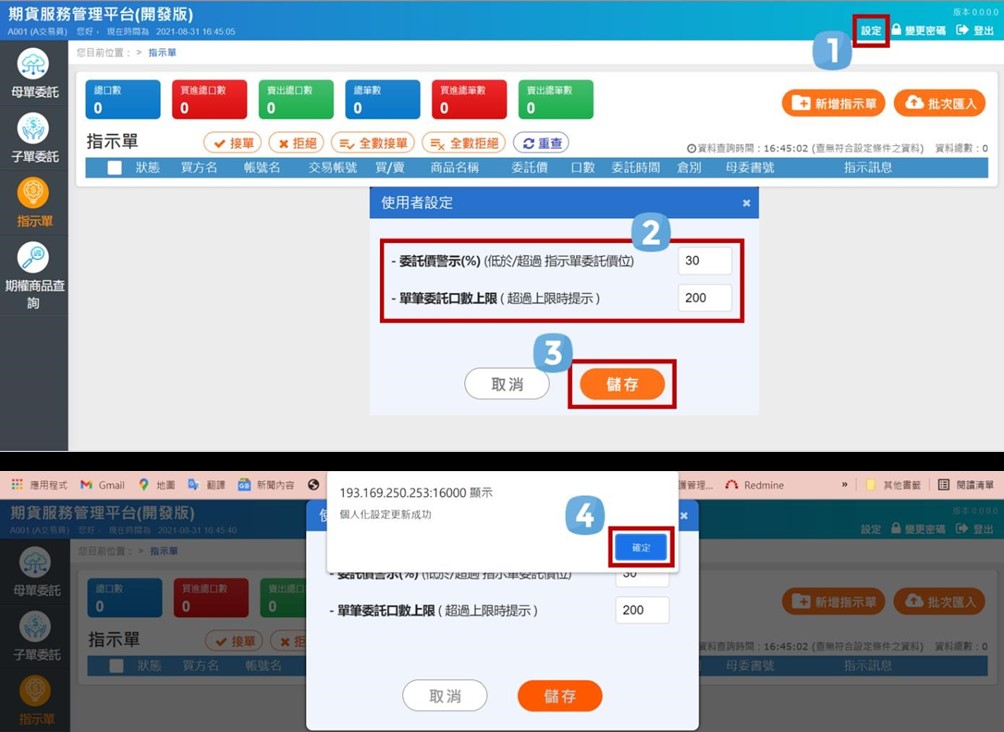 期貨服務管理平台(開發版)
版本 0.0.0.0
A001 (A交易員) 您好， 現在時間為 2021-08-31 16:45:05
設定 變更密碼 登出
1
您目前位置： > 指示單
母單委託
子單委託
指示單
期權商品查詢
總口數
0
買進總口數
0
賣出總口數
0
總筆數
0
買進總筆數
0
賣出總筆數
0
新增指示單
批次匯入
指示單
接單
拒絕
全數接單
全數拒絕
重查
資料查詢時間：16:45:02 (查無符合設定條件之資料) 資料總數：0
狀態 買方名 帳號名 交易帳號 買/賣 商品名稱 委託價 口數 委託時間 倉別 母委書號 指示訊息
使用者設定 ×
2
- 委託價警示(%) (低於/超過 指示單委託價位) 30
- 單筆委託口數上限 ( 超過上限時提示 ) 200
3
取消
儲存
應用程式 Gmail 地圖 翻譯 新聞內容
管理... Redmine » 其他書籤 閱讀清單
193.169.250.253:16000 顯示
個人化設定更新成功
4
確定
期貨服務管理平台(開發版)
版本 0.0.0.0
A001 (A交易員) 您好， 現在時間為 2021-08-31 16:45:40
設定 變更密碼 登出
您目前位置： > 指示單
母單委託
子單委託
指示單
總口數
0
買進總口數
0
賣出總口數
0
新增指示單
批次匯入
指示單
接單
拒
資料查詢時間：16:45:02 (查無符合設定條件之資料) 資料總數：0
狀態 買方名 帳號名
母委書號 指示訊息
使
×
- 委託價警示(%) (低於/超過 指示單委託價位) 30
- 單筆委託口數上限 ( 超過上限時提示 ) 200
取消
儲存